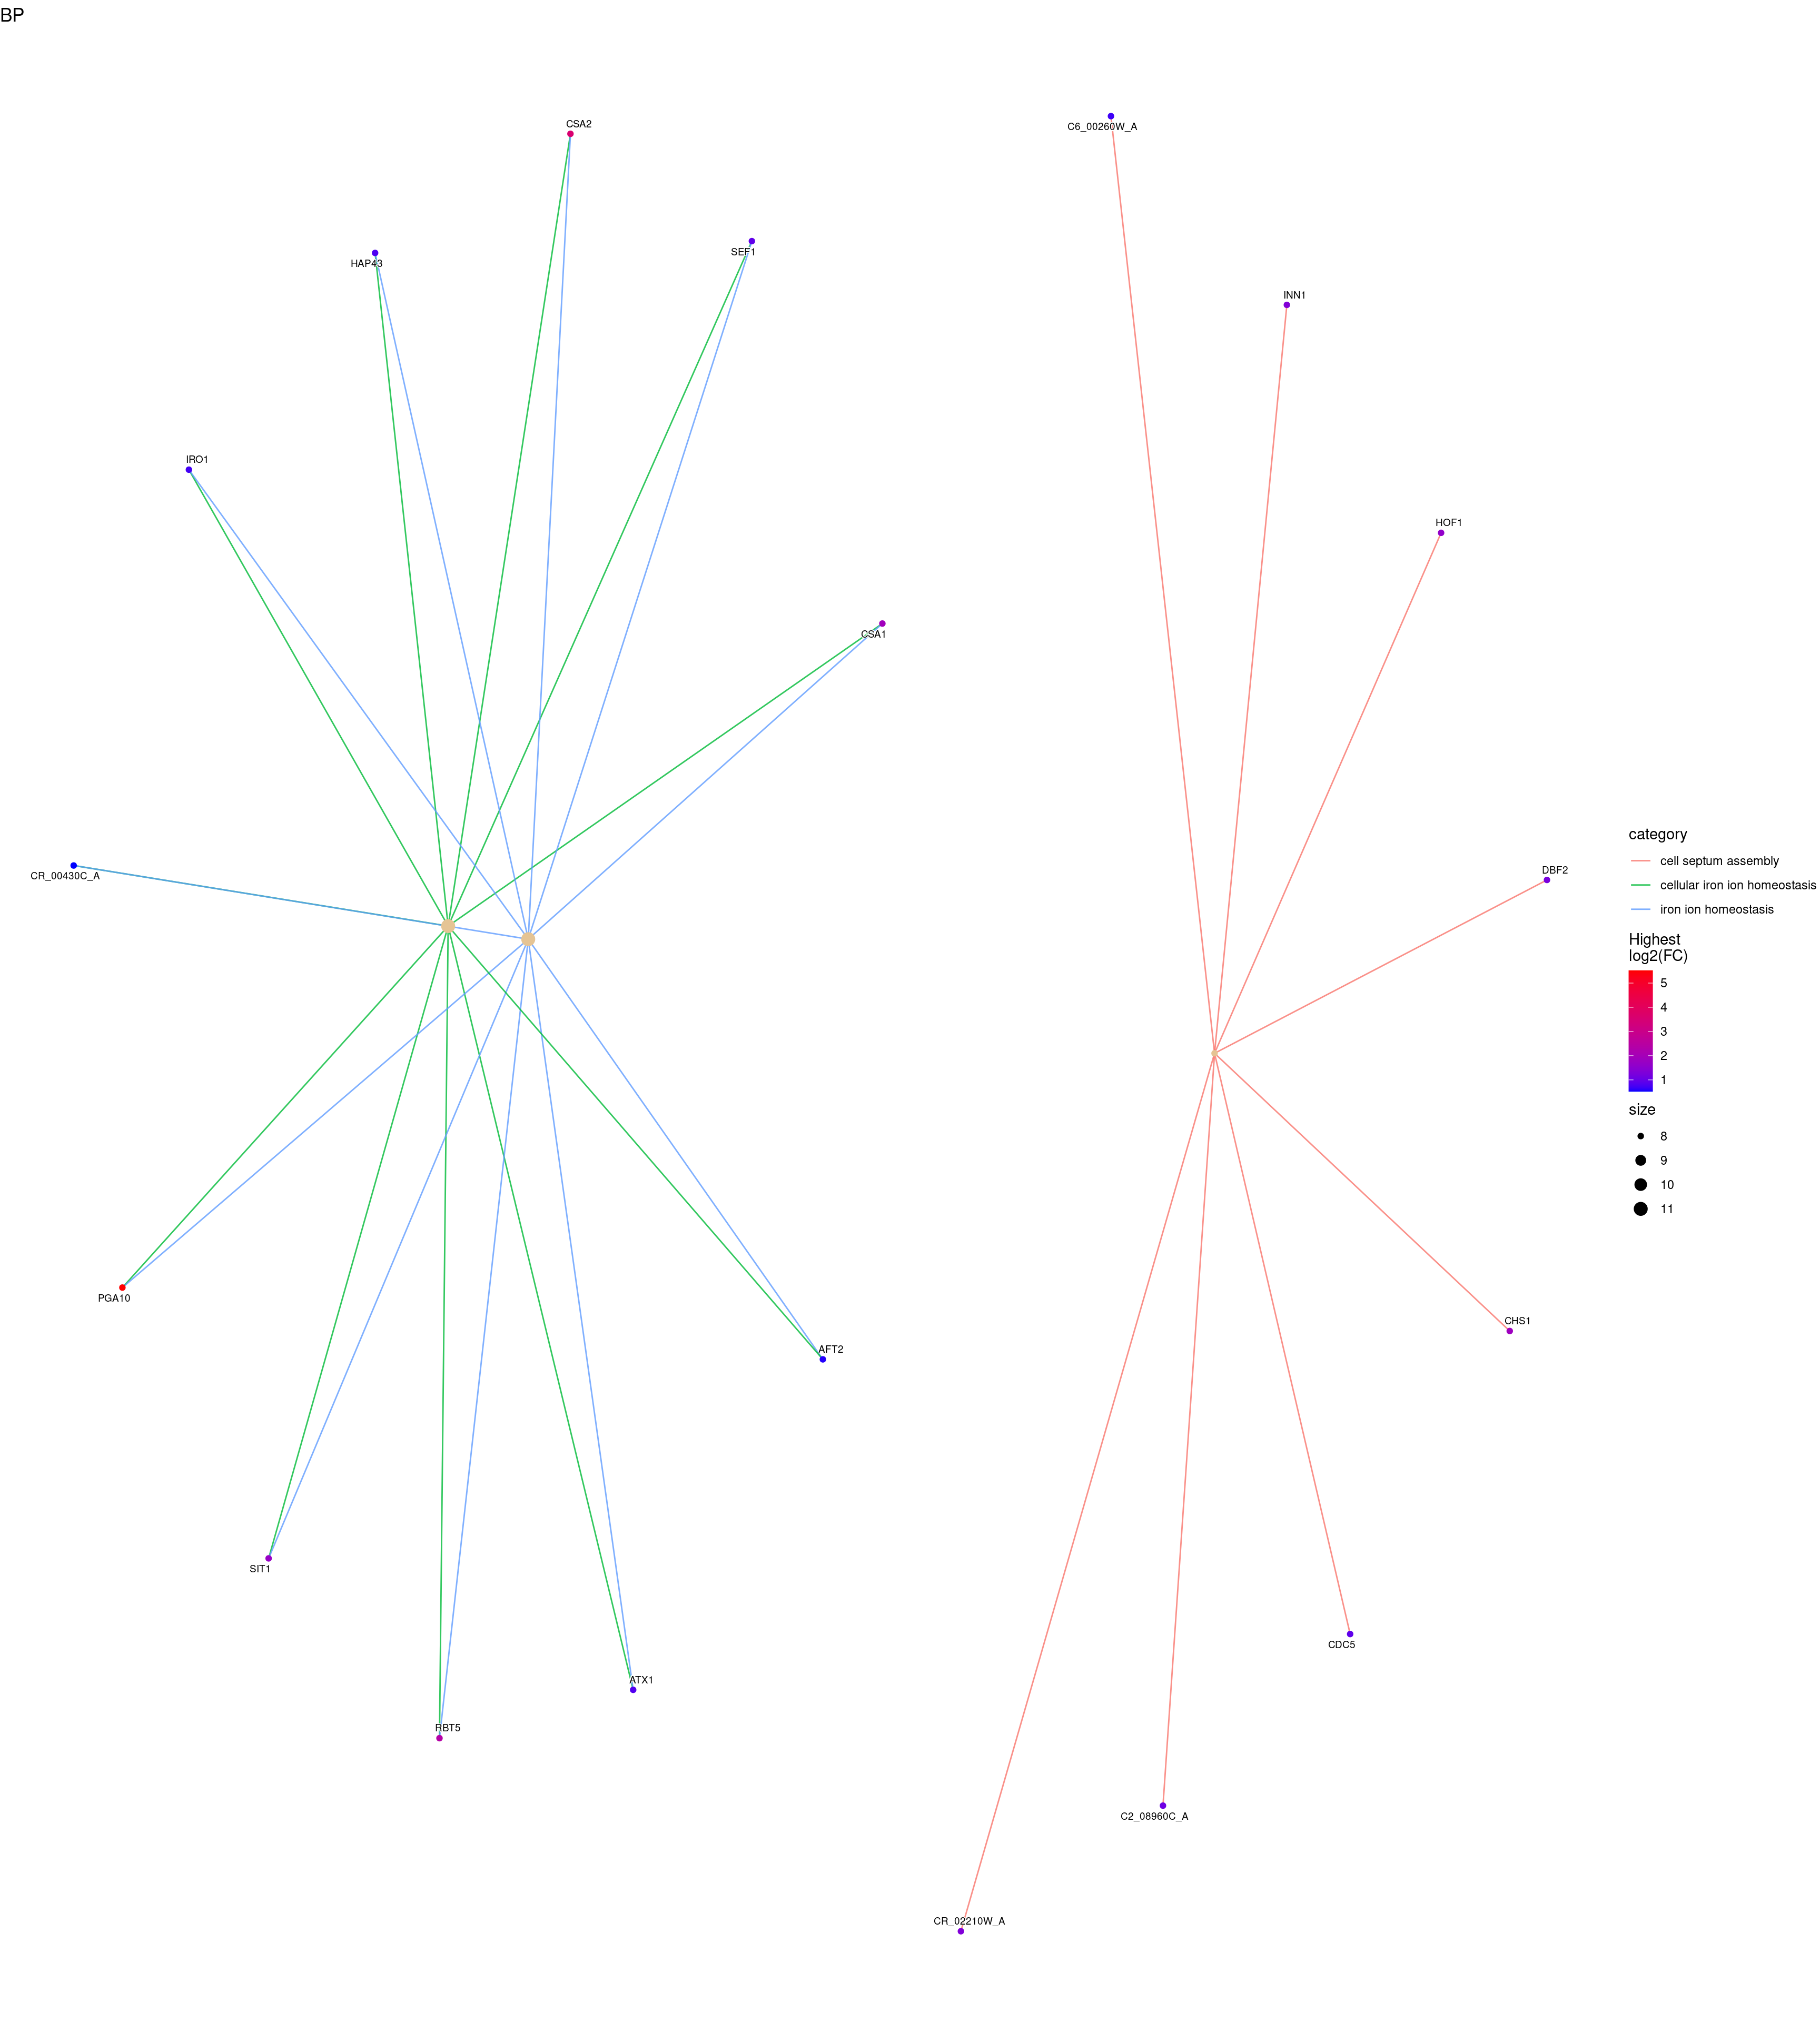 BP
CSA2
C6_00260W_A
SEF1
HAP43
INN1
IRO1
HOF1
CSA1
CR_00430C_A
DBF2
PGA10
AFT2
CHS1
SIT1
CDC5
ATX1
RBT5
C2_08960C_A
CR_02210W_A
category
cell septum assembly
cellular iron ion homeostasis
iron ion homeostasis
Highest
log2(FC)
5
4
3
2
1
size
8
9
10
11